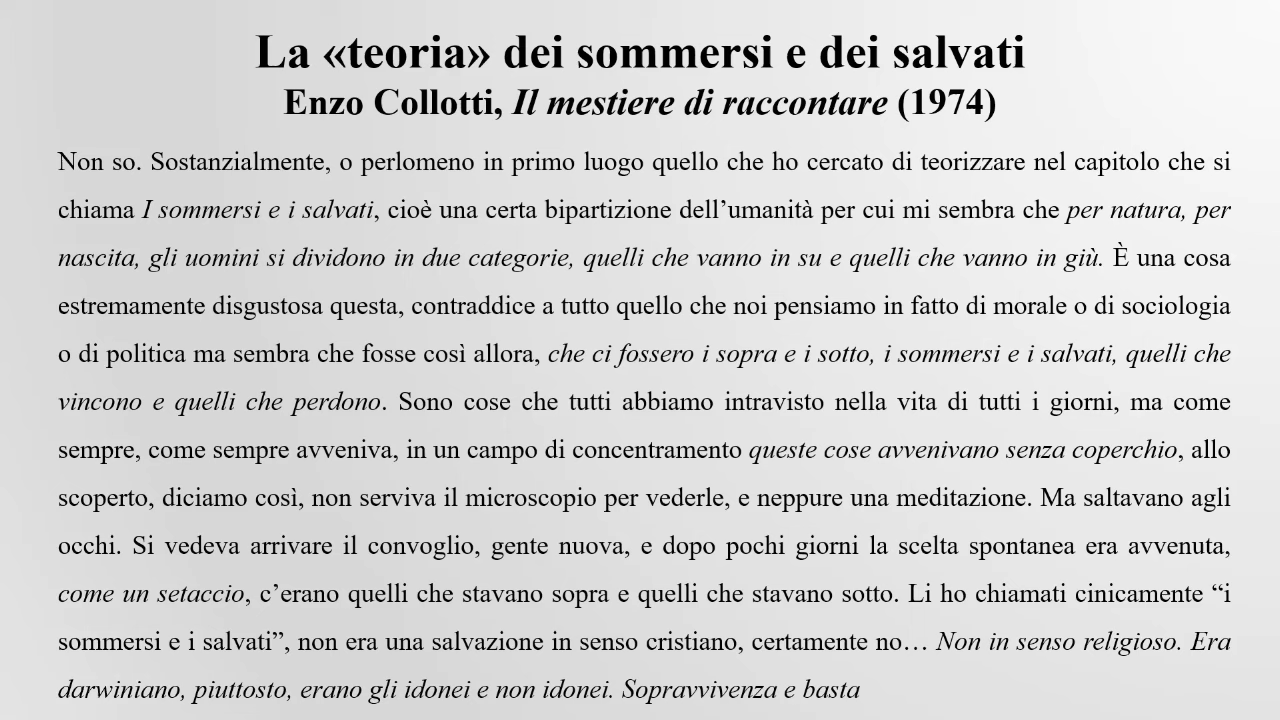 La «teoria» dei sommersi e dei salvati
Enzo Collotti, Il mestiere di raccontare (1974)
Non so. Sostanzialmente, o perlomeno in primo luogo quello che ho cercato di teorizzare nel capitolo che si
chiama I sommersi e i salvati, cioè una certa bipartizione dell’umanità per cui mi sembra che per natura, per
nascita, gli uomini si dividono in due categorie, quelli che vanno in su e quelli che vanno in giù. È una cosa
estremamente disgustosa questa, contraddice a tutto quello che noi pensiamo in fatto di morale o di sociologia
o di politica ma sembra che fosse così allora, che ci fossero i sopra e i sotto, i sommersi e i salvati, quelli che
vincono e quelli che perdono. Sono cose che tutti abbiamo intravisto nella vita di tutti i giorni, ma come
sempre, come sempre avveniva, in un campo di concentramento queste cose avvenivano senza coperchio, allo
scoperto, diciamo così, non serviva il microscopio per vederle, e neppure una meditazione. Ma saltavano agli
occhi. Si vedeva arrivare il convoglio, gente nuova, e dopo pochi giorni la scelta spontanea era avvenuta,
come un setaccio, c’erano quelli che stavano sopra e quelli che stavano sotto. Li ho chiamati cinicamente “i
sommersi e i salvati”, non era una salvazione in senso cristiano, certamente no… Non in senso religioso. Era
darwiniano, piuttosto, erano gli idonei e non idonei. Sopravvivenza e basta